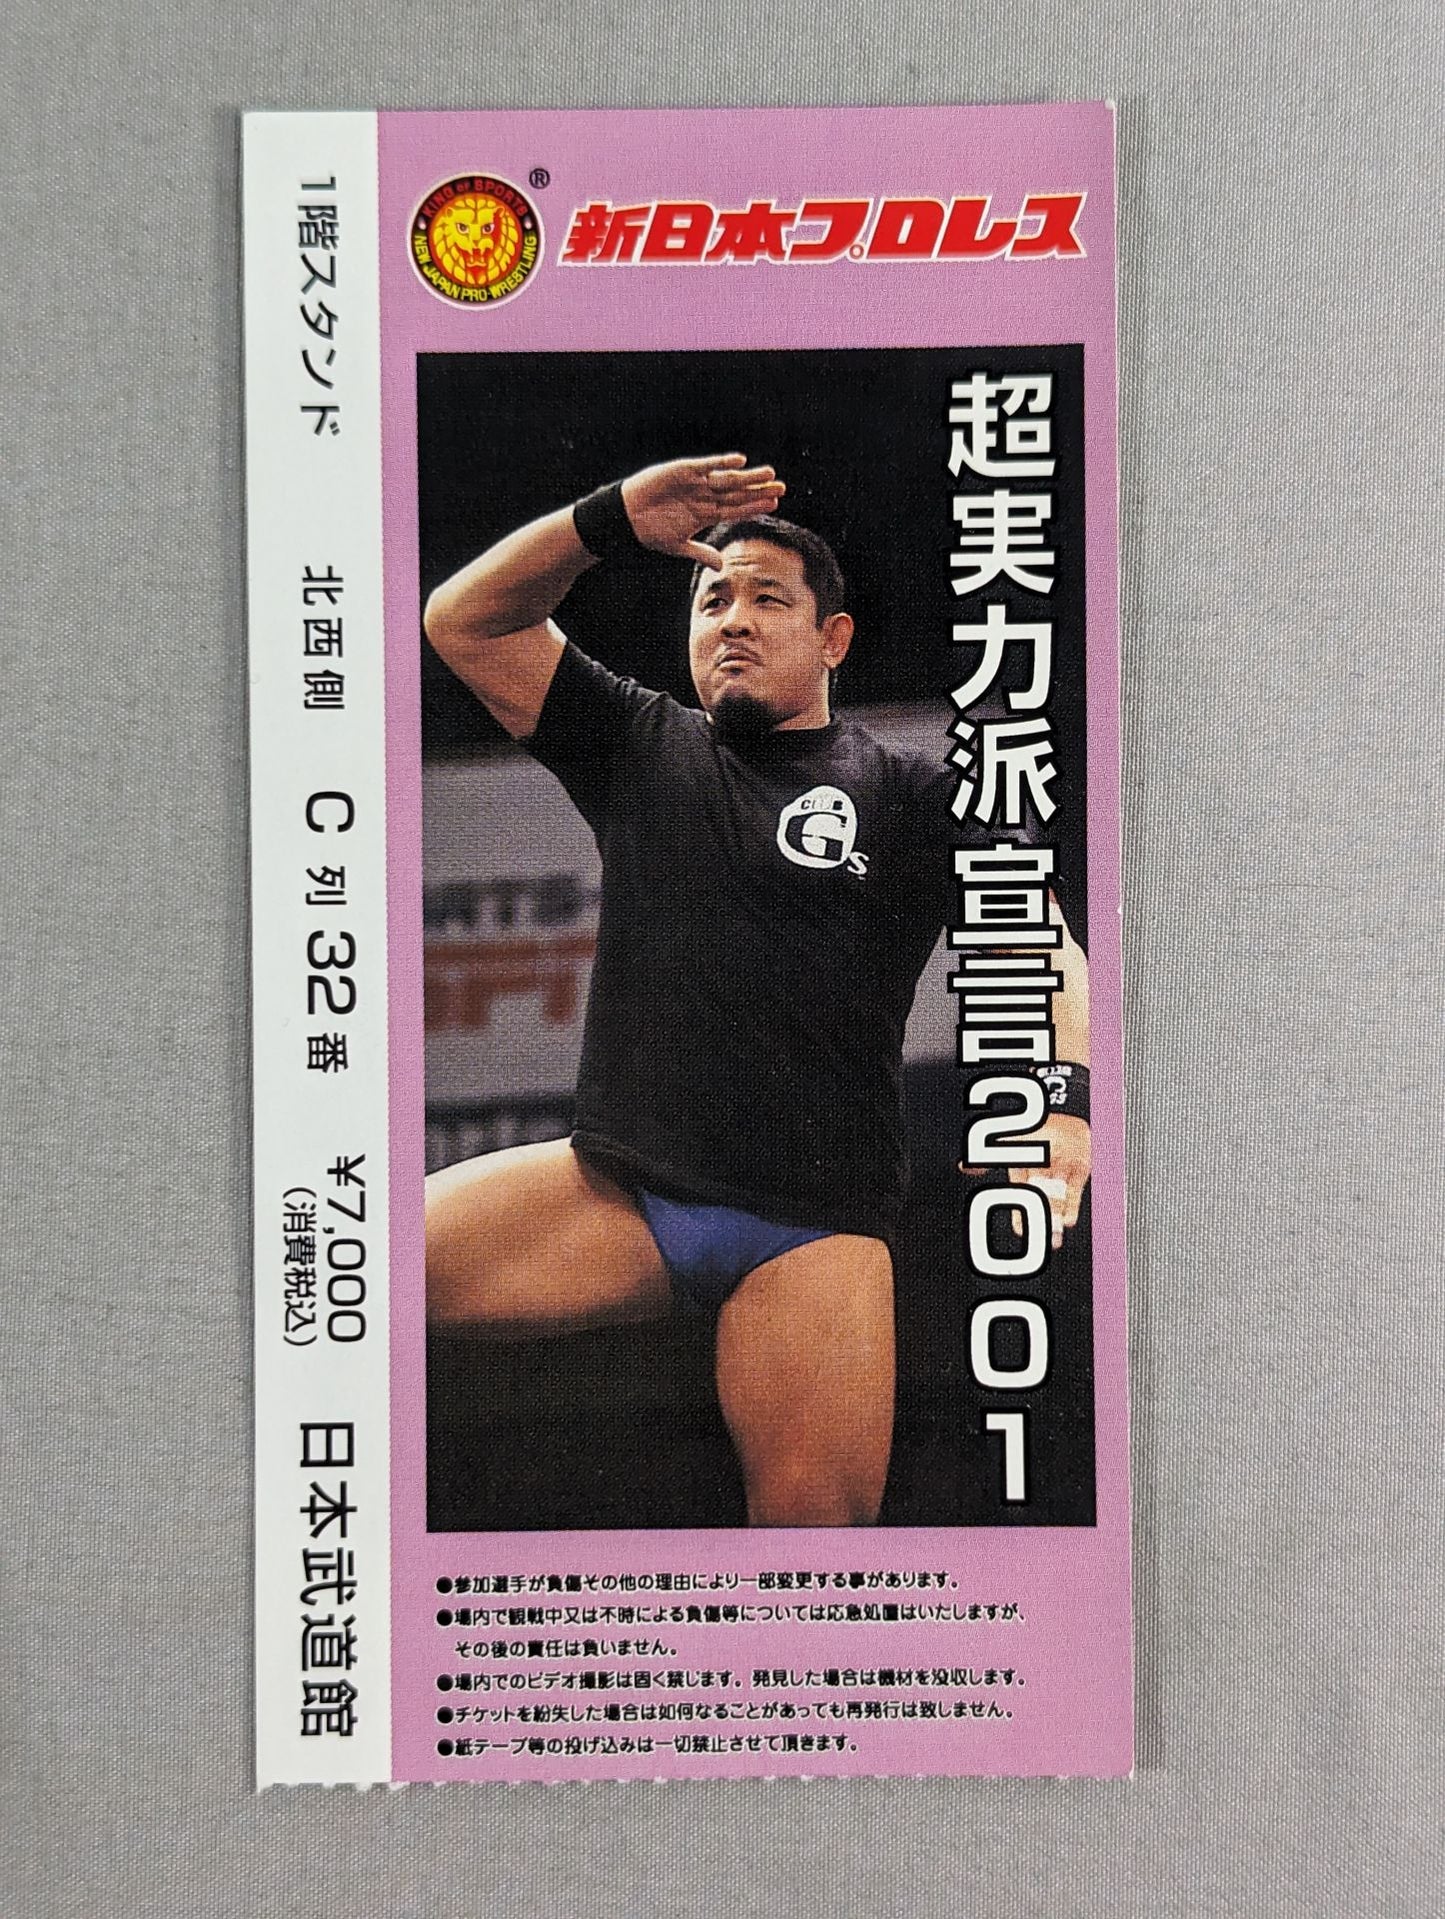 KING OF SPORTS
NEW JAPAN PRO-WRESTLING
®
新日本プロレス
超実力派宣言2001
CLUB
Gs
1階スタンド 北西側 C列32番 ¥7,000 日本武道館
(消費税込)
●参加選手が負傷その他の理由により一部変更する事があります。
●場内で観戦中又は不時による負傷等については応急処置はいたしますが、
その後の責任は負いません。
●場内でのビデオ撮影は固く禁じます。発見した場合は機材を没収します。
●チケットを紛失した場合は如何なることがあっても再発行は致しません。
●紙テープ等の投げ込みは一切禁止させて頂きます。